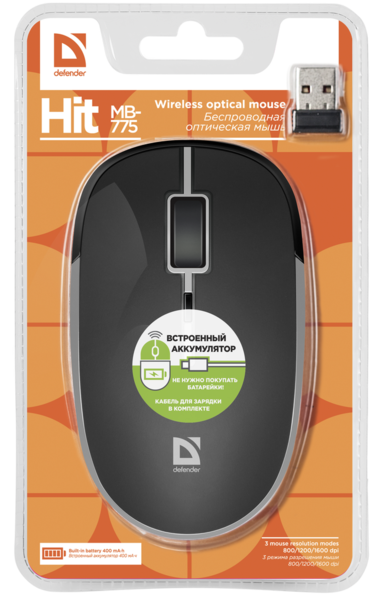 defender
Hit MB-775
Wireless optical mouse
Беспроводная
оптическая мышь
ВСТРОЕННЫЙ
АККУМУЛЯТОР
НЕ НУЖНО ПОКУПАТЬ
БАТАРЕЙКИ!
КАБЕЛЬ ДЛЯ ЗАРЯДКИ
В КОМПЛЕКТЕ
defender
Built-in battery 400 mA·h
Встроенный аккумулятор 400 мА·ч
3 mouse resolution modes
800/1200/1600 dpi
3 режима разрешения мыши
800/1200/1600 dpi